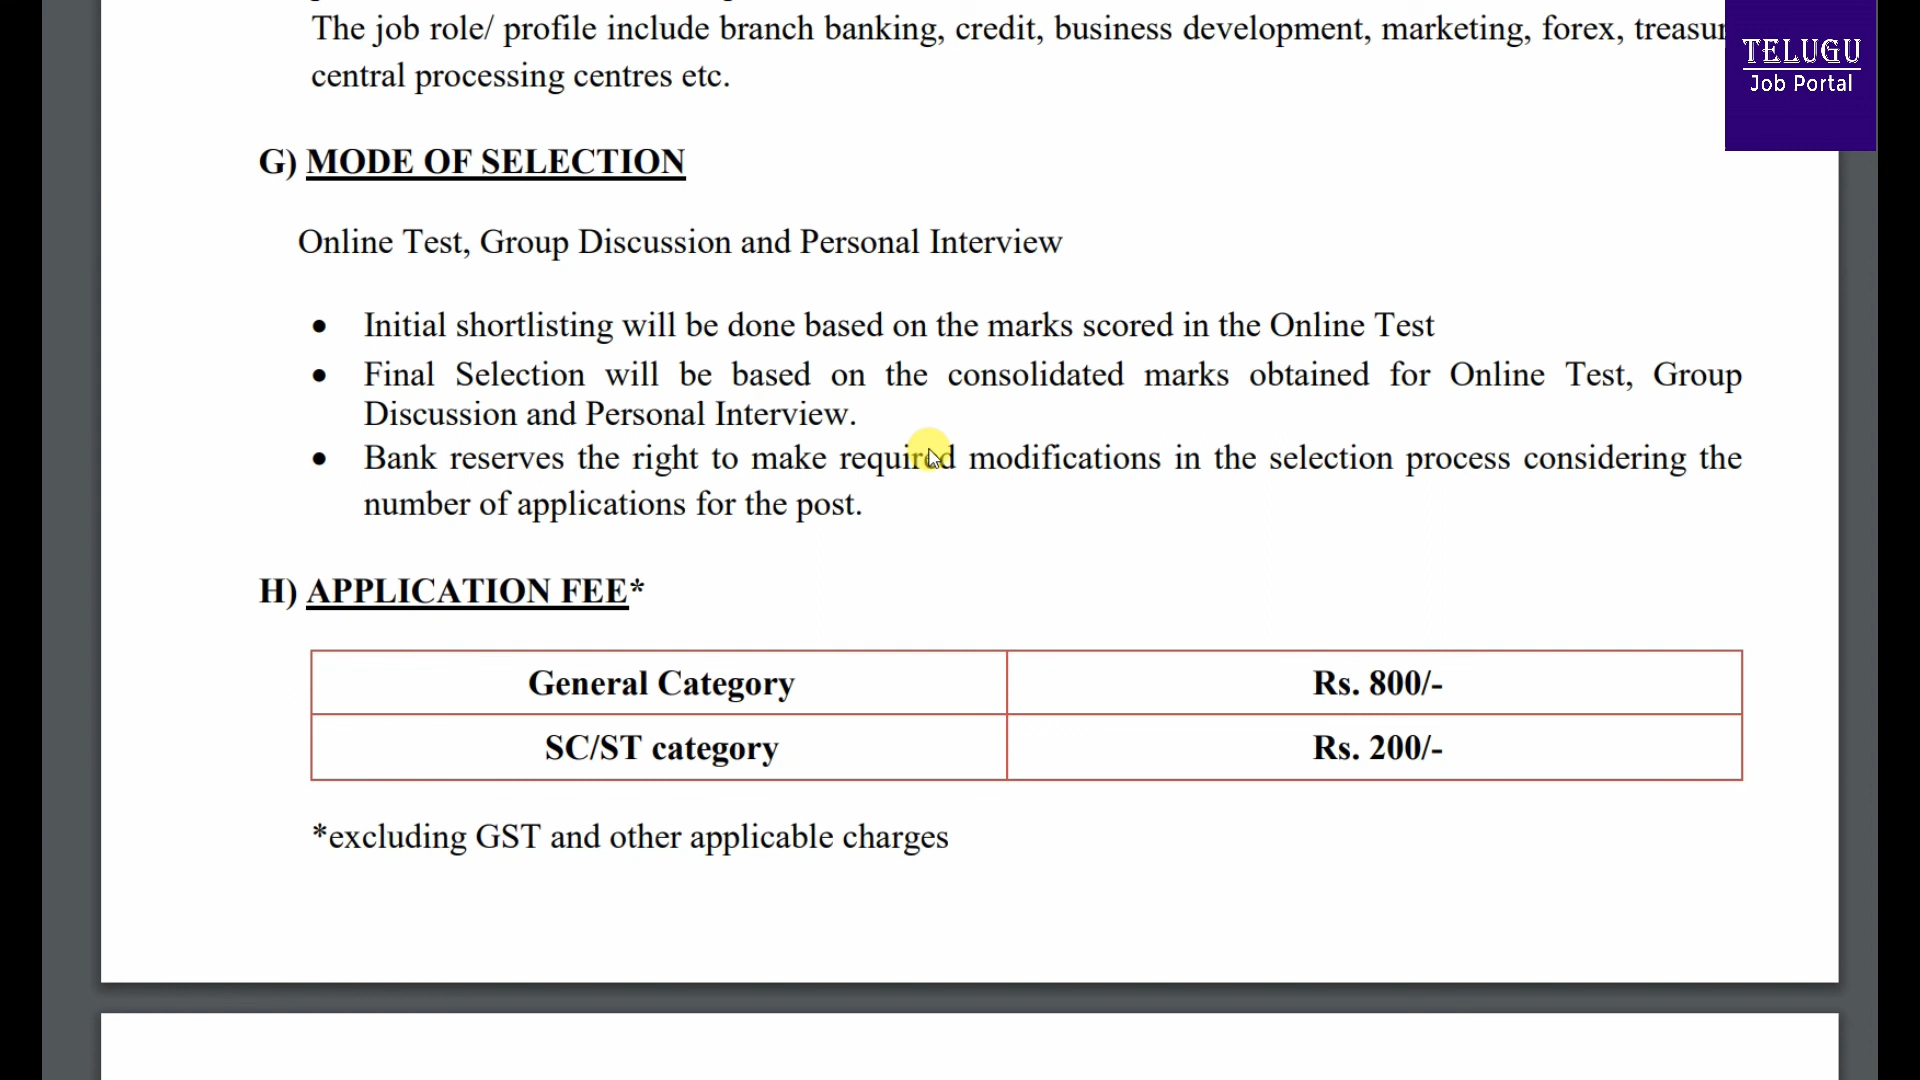 The job role/ profile include branch banking, credit, business development, marketing, forex,
central processing centres etc.
TELUGU
Job Portal
G) MODE OF SELECTION
Online Test, Group Discussion and Personal Interview
• Initial shortlisting will be done based on the marks scored in the Online Test
• Final Selection will be based on the consolidated marks obtained for Online Test, Group
Discussion and Personal Interview.
• Bank reserves the right to make required modifications in the selection process considering the
number of applications for the post.
H) APPLICATION FEE*
General Category Rs. 800/-
SC/ST category Rs. 200/-
*excluding GST and other applicable charges